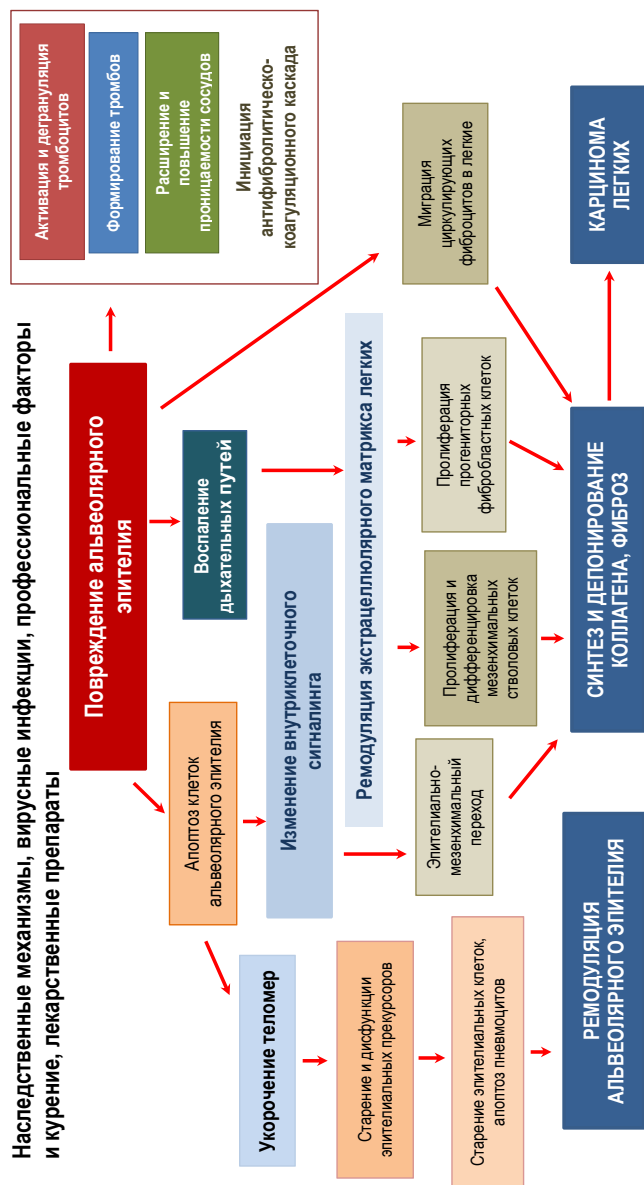 Наследственные механизмы, вирусные инфекции, профессиональные факторы
и курение, лекарственные препараты
Повреждение альвеолярного
эпителия
Активация и дегрануляция
тромбоцитов
Формирование тромбов
Расширение и
повышение
проницаемости сосудов
Инициация
антифибролитическо-
коагуляционного каскада
Апоптоз клеток
альвеолярного эпителия
Воспаление
дыхательных путей
Укорочение теломер
Изменение внутриклеточного
сигналинга
Ремодуляция экстрацеллюлярного матрикса легких
Старение и дисфункции
эпителиальных прекурсоров
Эпителиально-
мезенхимальный
переход
Пролиферация и
дифференцировка
мезенхимальных
стволовых клеток
Пролиферация
прогениторных
фибробластных клеток
Миграция
циркулирующих
фиброцитов в легкие
Старение эпителиальных клеток,
апоптоз пневмоцитов
РЕМОДУЛЯЦИЯ
АЛЬВЕОЛЯРНОГО ЭПИТЕЛИЯ
СИНТЕЗ И ДЕПОНИРОВАНИЕ
КОЛЛАГЕНА, ФИБРОЗ
КАРЦИНОМА
ЛЕГКИХ